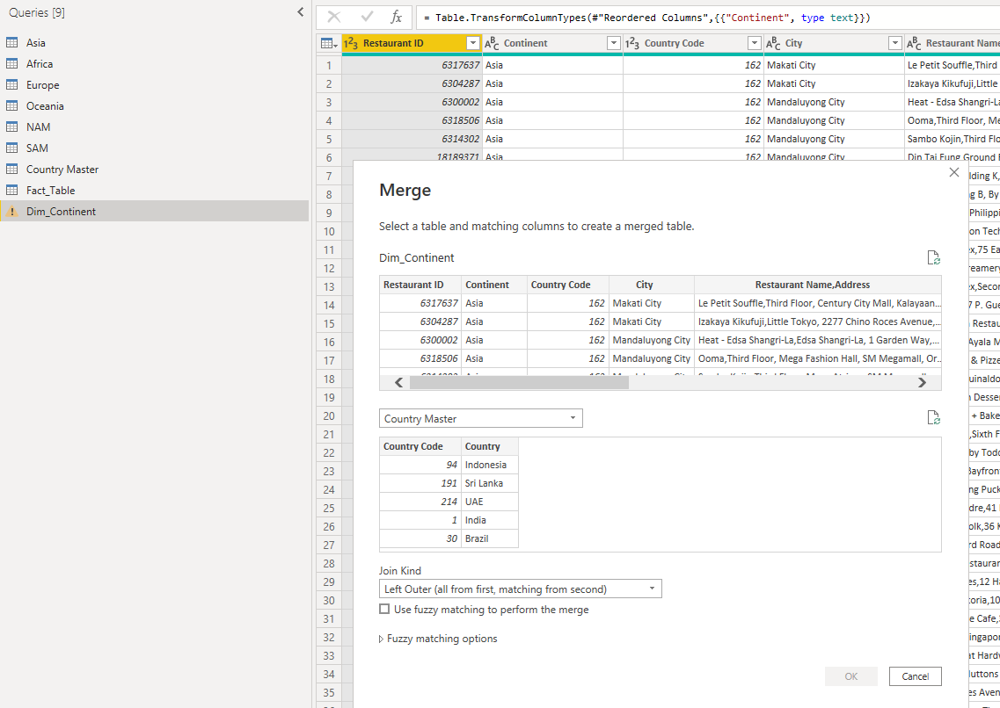 Queries [9]
Asia
Africa
Europe
Oceania
NAM
SAM
Country Master
Fact_Table
Dim_Continent
fx = Table.TransformColumnTypes(#"Reordered Columns",{{"Continent", type text}})
123 Restaurant ID ABC Continent 123 Country Code ABC City ABC Restaurant Name
1 6317637 Asia 162 Makati City Le Petit Souffle,Third
2 6304287 Asia 162 Makati City Izakaya Kikufuji,Little
3 6300002 Asia 162 Mandaluyong City Heat - Edsa Shangri-La
4 6318506 Asia 162 Mandaluyong City Ooma,Third Floor, Me
5 6314302 Asia 162 Mandaluyong City Sambo Kojin,Third Flo
6 18189371 Asia 162 Mandaluyong City Din Tai Fung Ground F
7 lding K,
8 g B, By
9 Philippi
10 on Tech
11 x,75 Ea
12 reamery
13 x,Secon
14 7 P. Gue
15 Restau
16 Ayala M
17 & Pizze
18 uinaldo
19 n Desser
20 + Bake
21 ,Sixth F
22 by Todd
23 Bayfron
24 ng Puck
25 dre,41
26 olk,36 K
27 rd Road
28 staurar
29 es,12 Ha
30 toria,10
31 e Cafe,
32 ingapor
33 at Hardw
34 uttons
35 es Aven
Merge
Select a table and matching columns to create a merged table.
Dim_Continent
Restaurant ID Continent Country Code City Restaurant Name,Address
6317637 Asia 162 Makati City Le Petit Souffle,Third Floor, Century City Mall, Kalayaan...
6304287 Asia 162 Makati City Izakaya Kikufuji,Little Tokyo, 2277 Chino Roces Avenue,...
6300002 Asia 162 Mandaluyong City Heat - Edsa Shangri-La,Edsa Shangri-La, 1 Garden Way,...
6318506 Asia 162 Mandaluyong City Ooma,Third Floor, Mega Fashion Hall, SM Megamall, Or...
Country Master
Country Code Country
94 Indonesia
191 Sri Lanka
214 UAE
1 India
30 Brazil
Join Kind
Left Outer (all from first, matching from second)
Use fuzzy matching to perform the merge
Fuzzy matching options
OK Cancel